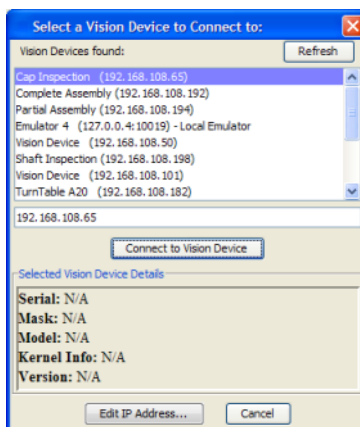 Select a Vision Device to Connect to:
Vision Devices found:
Refresh
Cap Inspection (192.168.108.65)
Complete Assembly (192.168.108.192)
Partial Assembly (192.168.108.194)
Emulator 4 (127.0.0.4:10019) - Local Emulator
Vision Device (192.168.108.50)
Shaft Inspection (192.168.108.198)
Vision Device (192.168.108.101)
TurnTable A20 (192.168.108.182)
192.168.108.65
Connect to Vision Device
Selected Vision Device Details
Serial: N/A
Mask: N/A
Model: N/A
Kernel Info: N/A
Version: N/A
Edit IP Address...
Cancel